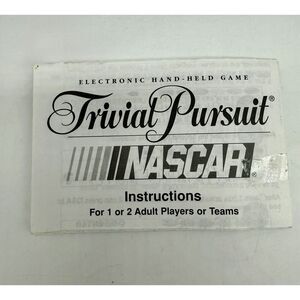 ELECTRONIC HAND-HELD GAME
Trivial Pursuit®
NASCAR®
Instructions
For 1 or 2 Adult Players or Teams